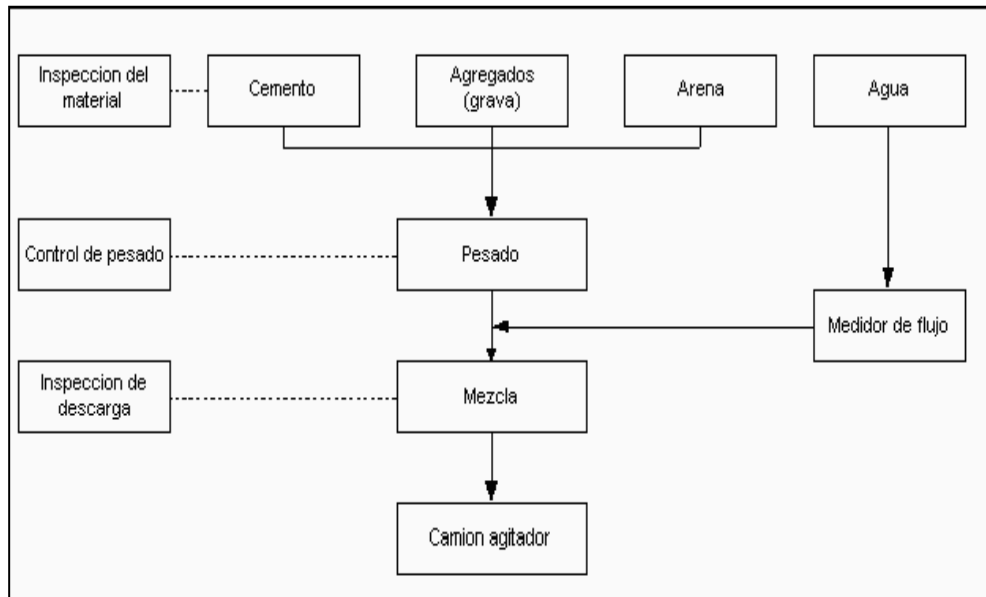 Inspeccion del
material
Cemento
Agregados
(grava)
Arena
Agua
Control de pesado
Pesado
Medidor de flujo
Inspeccion de
descarga
Mezcla
Camion agitador